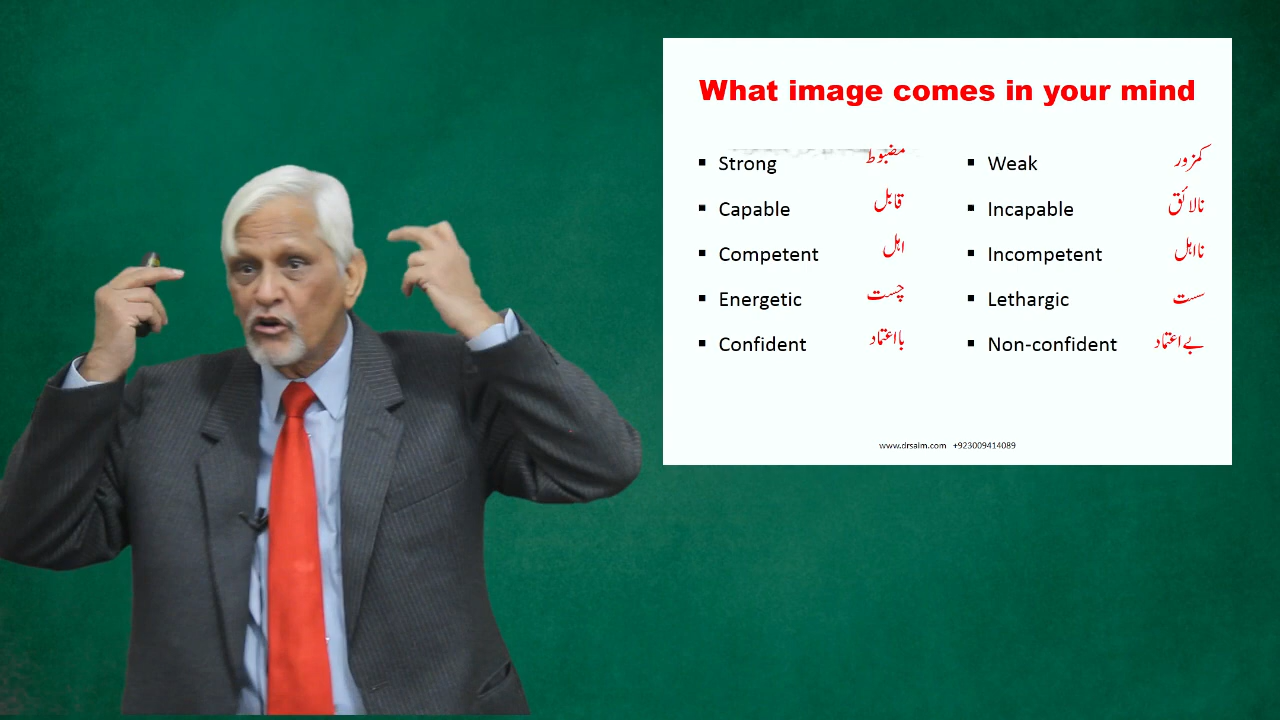 What image comes in your mind
▪ Strong مضبوط ▪ Weak کمزور
▪ Capable قابل ▪ Incapable نالائق
▪ Competent اہل ▪ Incompetent نااہل
▪ Energetic چست ▪ Lethargic سست
▪ Confident بااعتماد ▪ Non-confident بے اعتماد
www.drsaim.com +923009414089